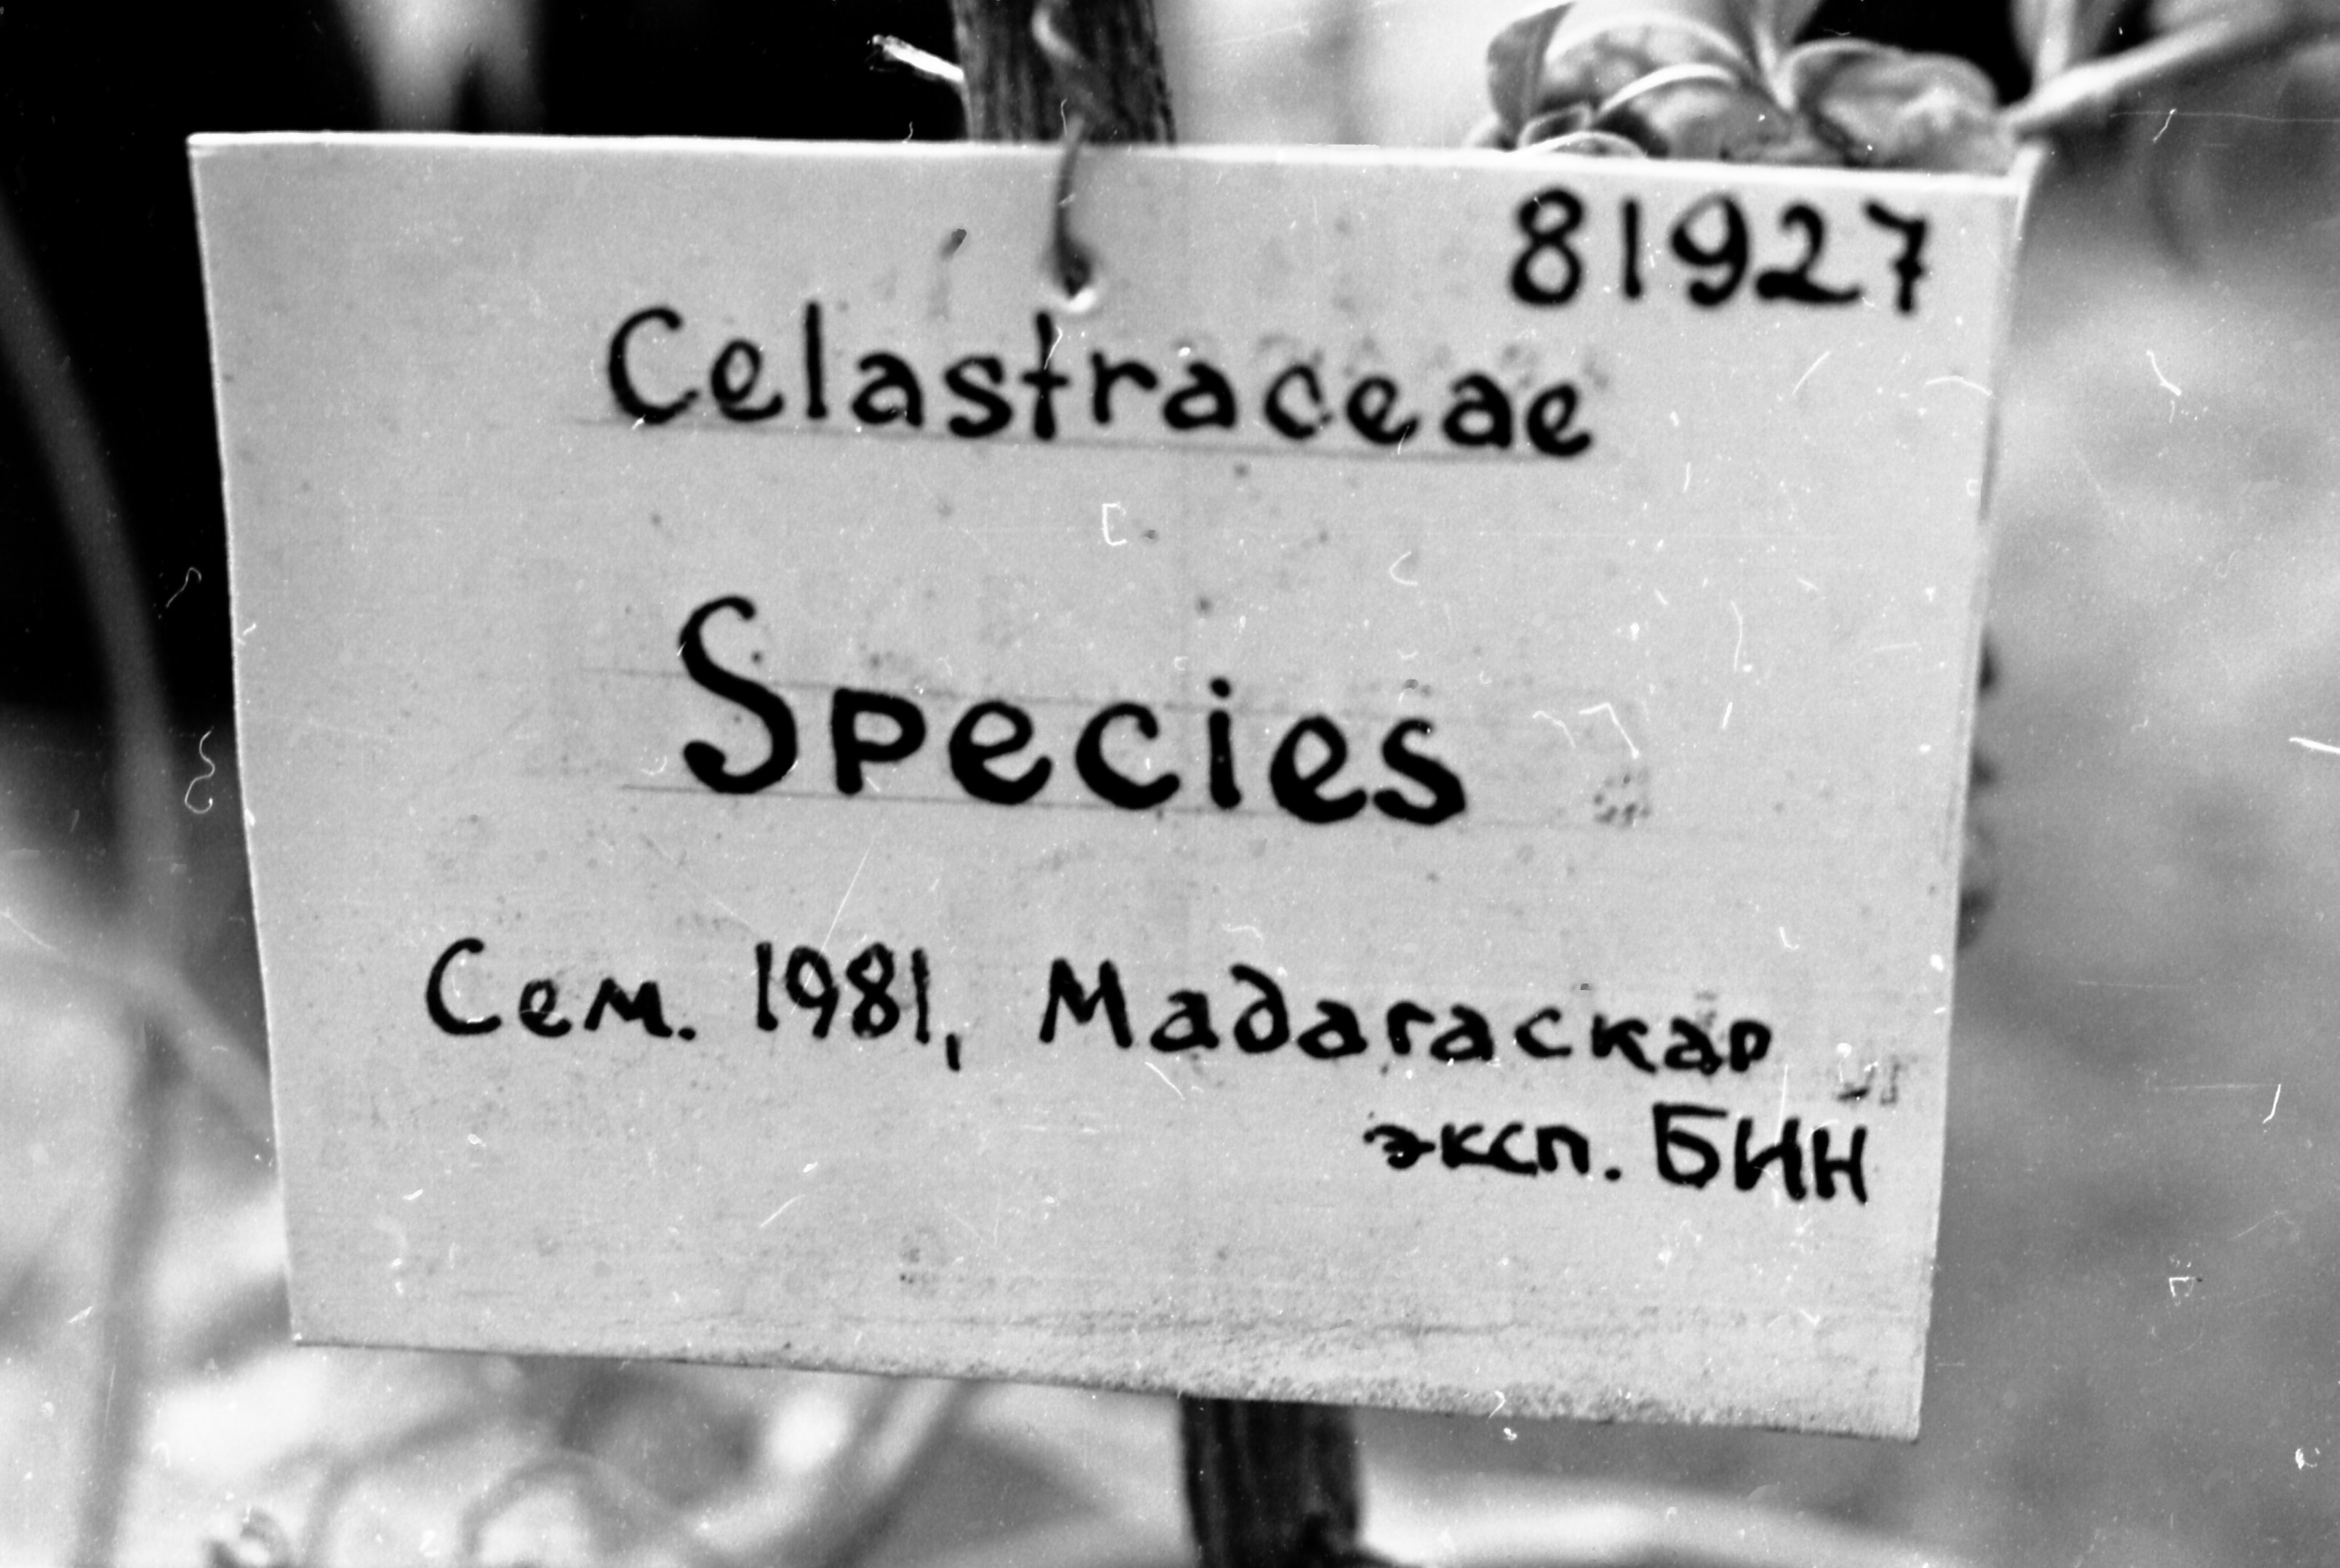 81927
Celastraceae
Species
Сем. 1981, Мадагаскар
эксп. БИН